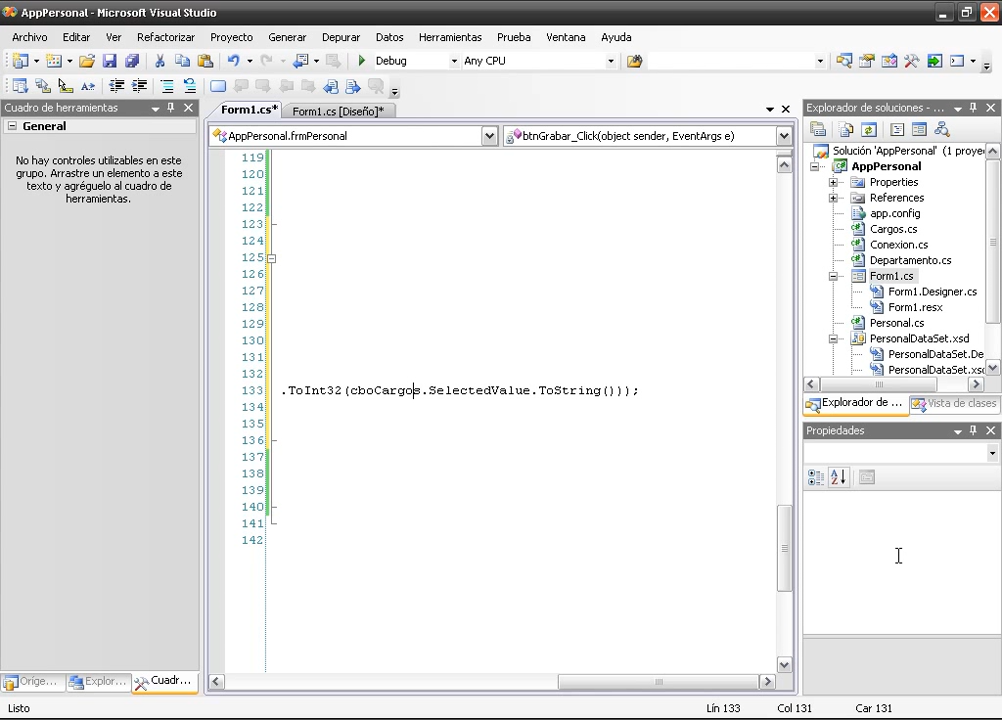 AppPersonal - Microsoft Visual Studio
Archivo Editar Ver Refactorizar Proyecto Generar Depurar Datos Herramientas Prueba Ventana Ayuda
Debug Any CPU
Cuadro de herramientas
General
No hay controles utilizables en este
grupo. Arrastre un elemento a este
texto y agréguelo al cuadro de
herramientas.
Oríge... Explor... Cuadr...
Form1.cs* Form1.cs [Diseño]*
AppPersonal.frmPersonal btnGrabar_Click(object sender, EventArgs e)
119
120
121
122
123
124
125
126
127
128
129
130
131
132
133 .ToInt32(cboCargos.SelectedValue.ToString()));
134
135
136
137
138
139
140
141
142
Explorador de soluciones - ...
Solución 'AppPersonal' (1 proye
AppPersonal
Properties
References
app.config
Cargos.cs
Conexion.cs
Departamento.cs
Form1.cs
Form1.Designer.cs
Form1.resx
Personal.cs
PersonalDataSet.xsd
PersonalDataSet.De
PersonalDataSet.xsc
Explorador de ... Vista de clases
Propiedades
Listo Lín 133 Col 131 Car 131